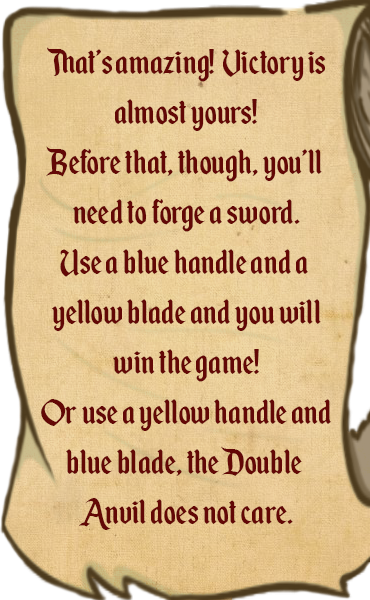 That's amazing! Victory is
almost yours!
Before that, though, you'll
need to forge a sword.
Use a blue handle and a
yellow blade and you will
win the game!
Or use a yellow handle and
blue blade, the Double
Anvil does not care.